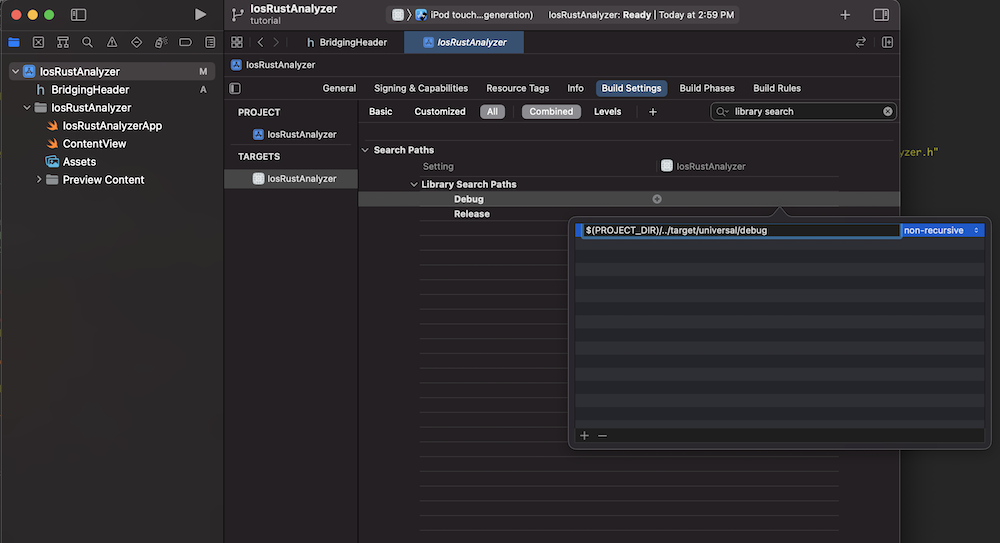 IosRustAnalyzer
tutorial
iPod touch...generation)
IosRustAnalyzer: Ready | Today at 2:59 PM
h BridgingHeader
IosRustAnalyzer
IosRustAnalyzer M
BridgingHeader A
IosRustAnalyzer
IosRustAnalyzerApp
ContentView
Assets
Preview Content
IosRustAnalyzer
General Signing & Capabilities Resource Tags Info Build Settings Build Phases Build Rules
PROJECT
IosRustAnalyzer
TARGETS
IosRustAnalyzer
Basic Customized All Combined Levels + library search
Search Paths
Setting IosRustAnalyzer
Library Search Paths
Debug
Release
$(PROJECT_DIR)/../target/universal/debug non-recursive
+ −
yzer.h"